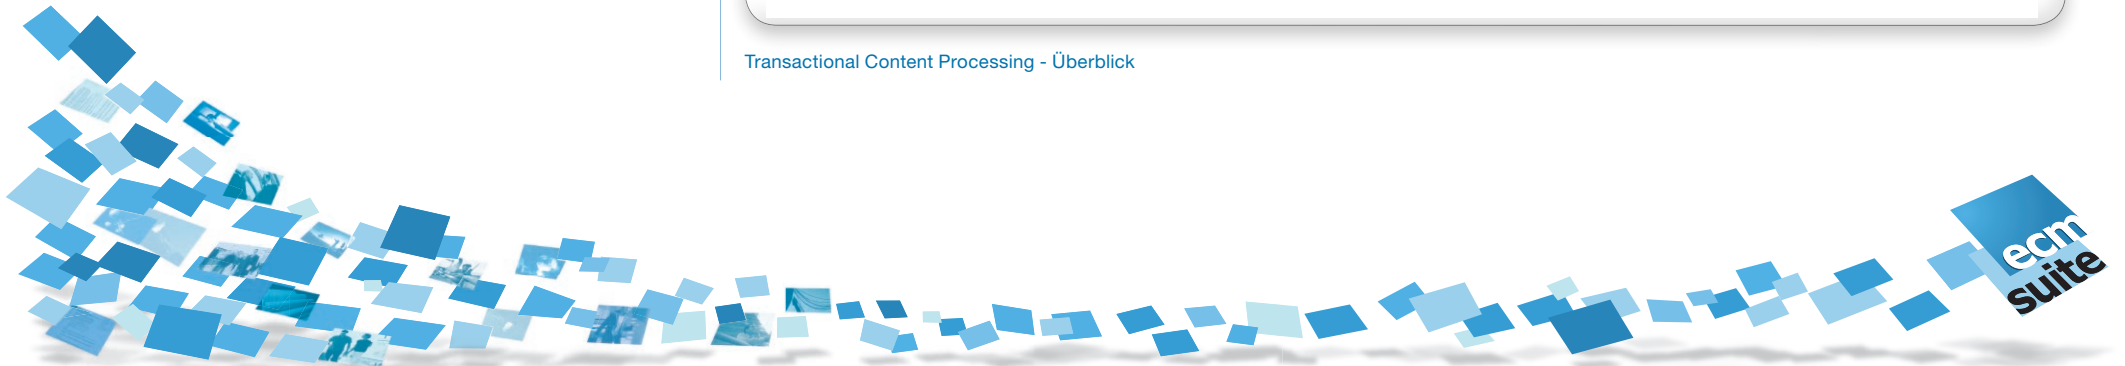 Transactional Content Processing - Überblick
ecm
suite